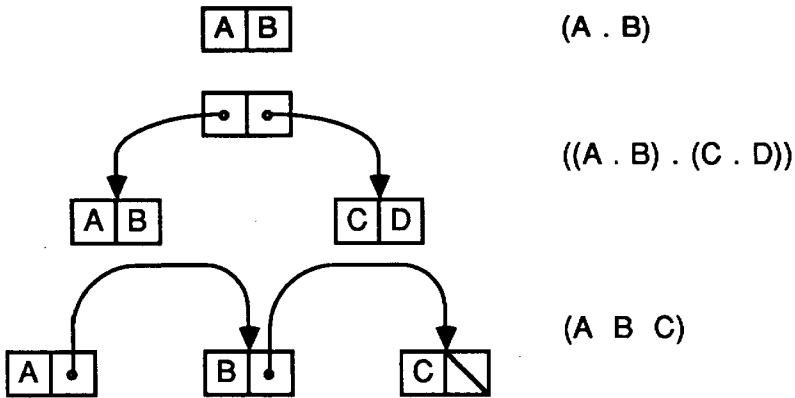 A B (A . B)
((A . B) . (C . D))
A B C D
(A B C)
A B C